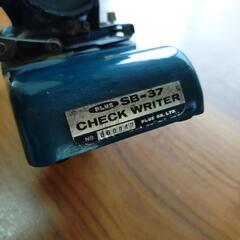 PLUS SB-37
CHECK WRITER
NO. PLUS CO. LTD.